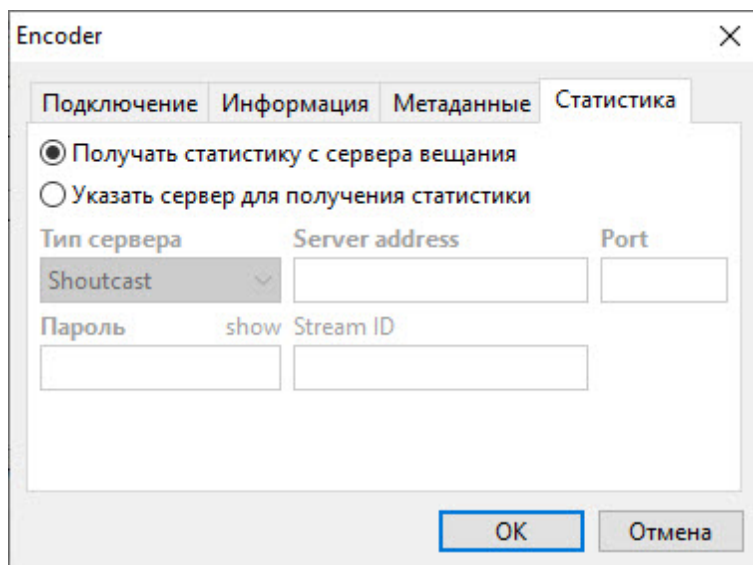 Encoder
Подключение Информация Метаданные Статистика
Получать статистику с сервера вещания
Указать сервер для получения статистики
Тип сервера Server address Port
Shoutcast
Пароль show Stream ID
OK Отмена